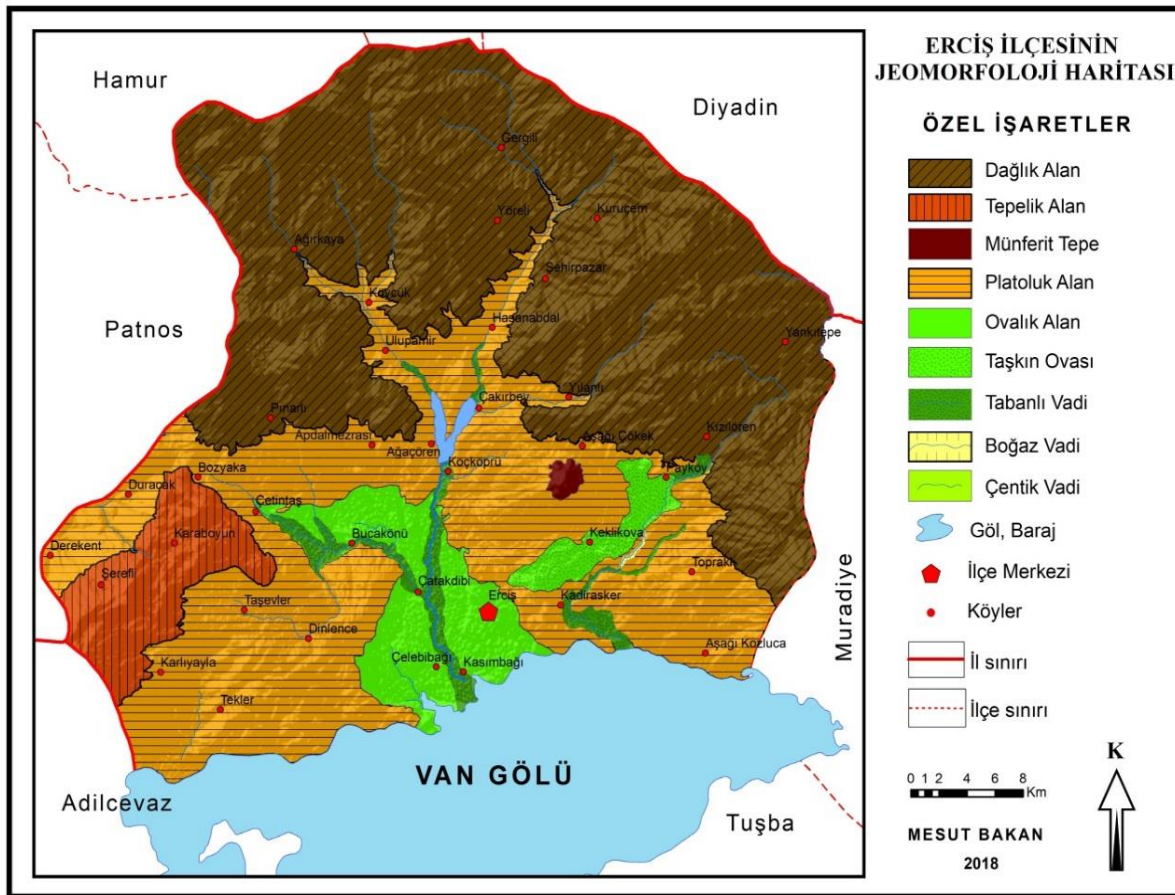 ERCİŞ İLÇESİNİN
JEOMORFOLOJİ HARİTASI
ÖZEL İŞARETLER
Dağlık Alan
Tepelik Alan
Münferit Tepe
Platoluk Alan
Ovalık Alan
Taşkın Ovası
Tabanlı Vadi
Boğaz Vadi
Çentik Vadi
Göl, Baraj
İlçe Merkezi
Köyler
İl sınırı
İlçe sınırı
K
0 1 2 4 6 8
Km
MESUT BAKAN
2018
Hamur
Diyadin
Gergili
Yöreli
Kuruçem
Ağırkaya
Şehirpazar
Koycuk
Hasanabdal
Patnos
Ulupamir
Yankıtepe
Yılanlı
Çakırbey
Pınarlı
Kızılören
Apdalmezrası
Ağaçören
Aşağı Çökek
Koçköprü
Payköy
Bozyaka
Duracak
Çetintaş
Karaboyun
Bucakönü
Keklikova
Derekent
Topraklı
Şerefli
Çatakdibi
Erciş
Kadirasker
Taşevler
Dinlence
Muradiye
Aşağı Kozluca
Karlıyayla
Çelebibağı
Kasımbağı
Tekler
VAN GÖLÜ
Adilcevaz
Tuşba